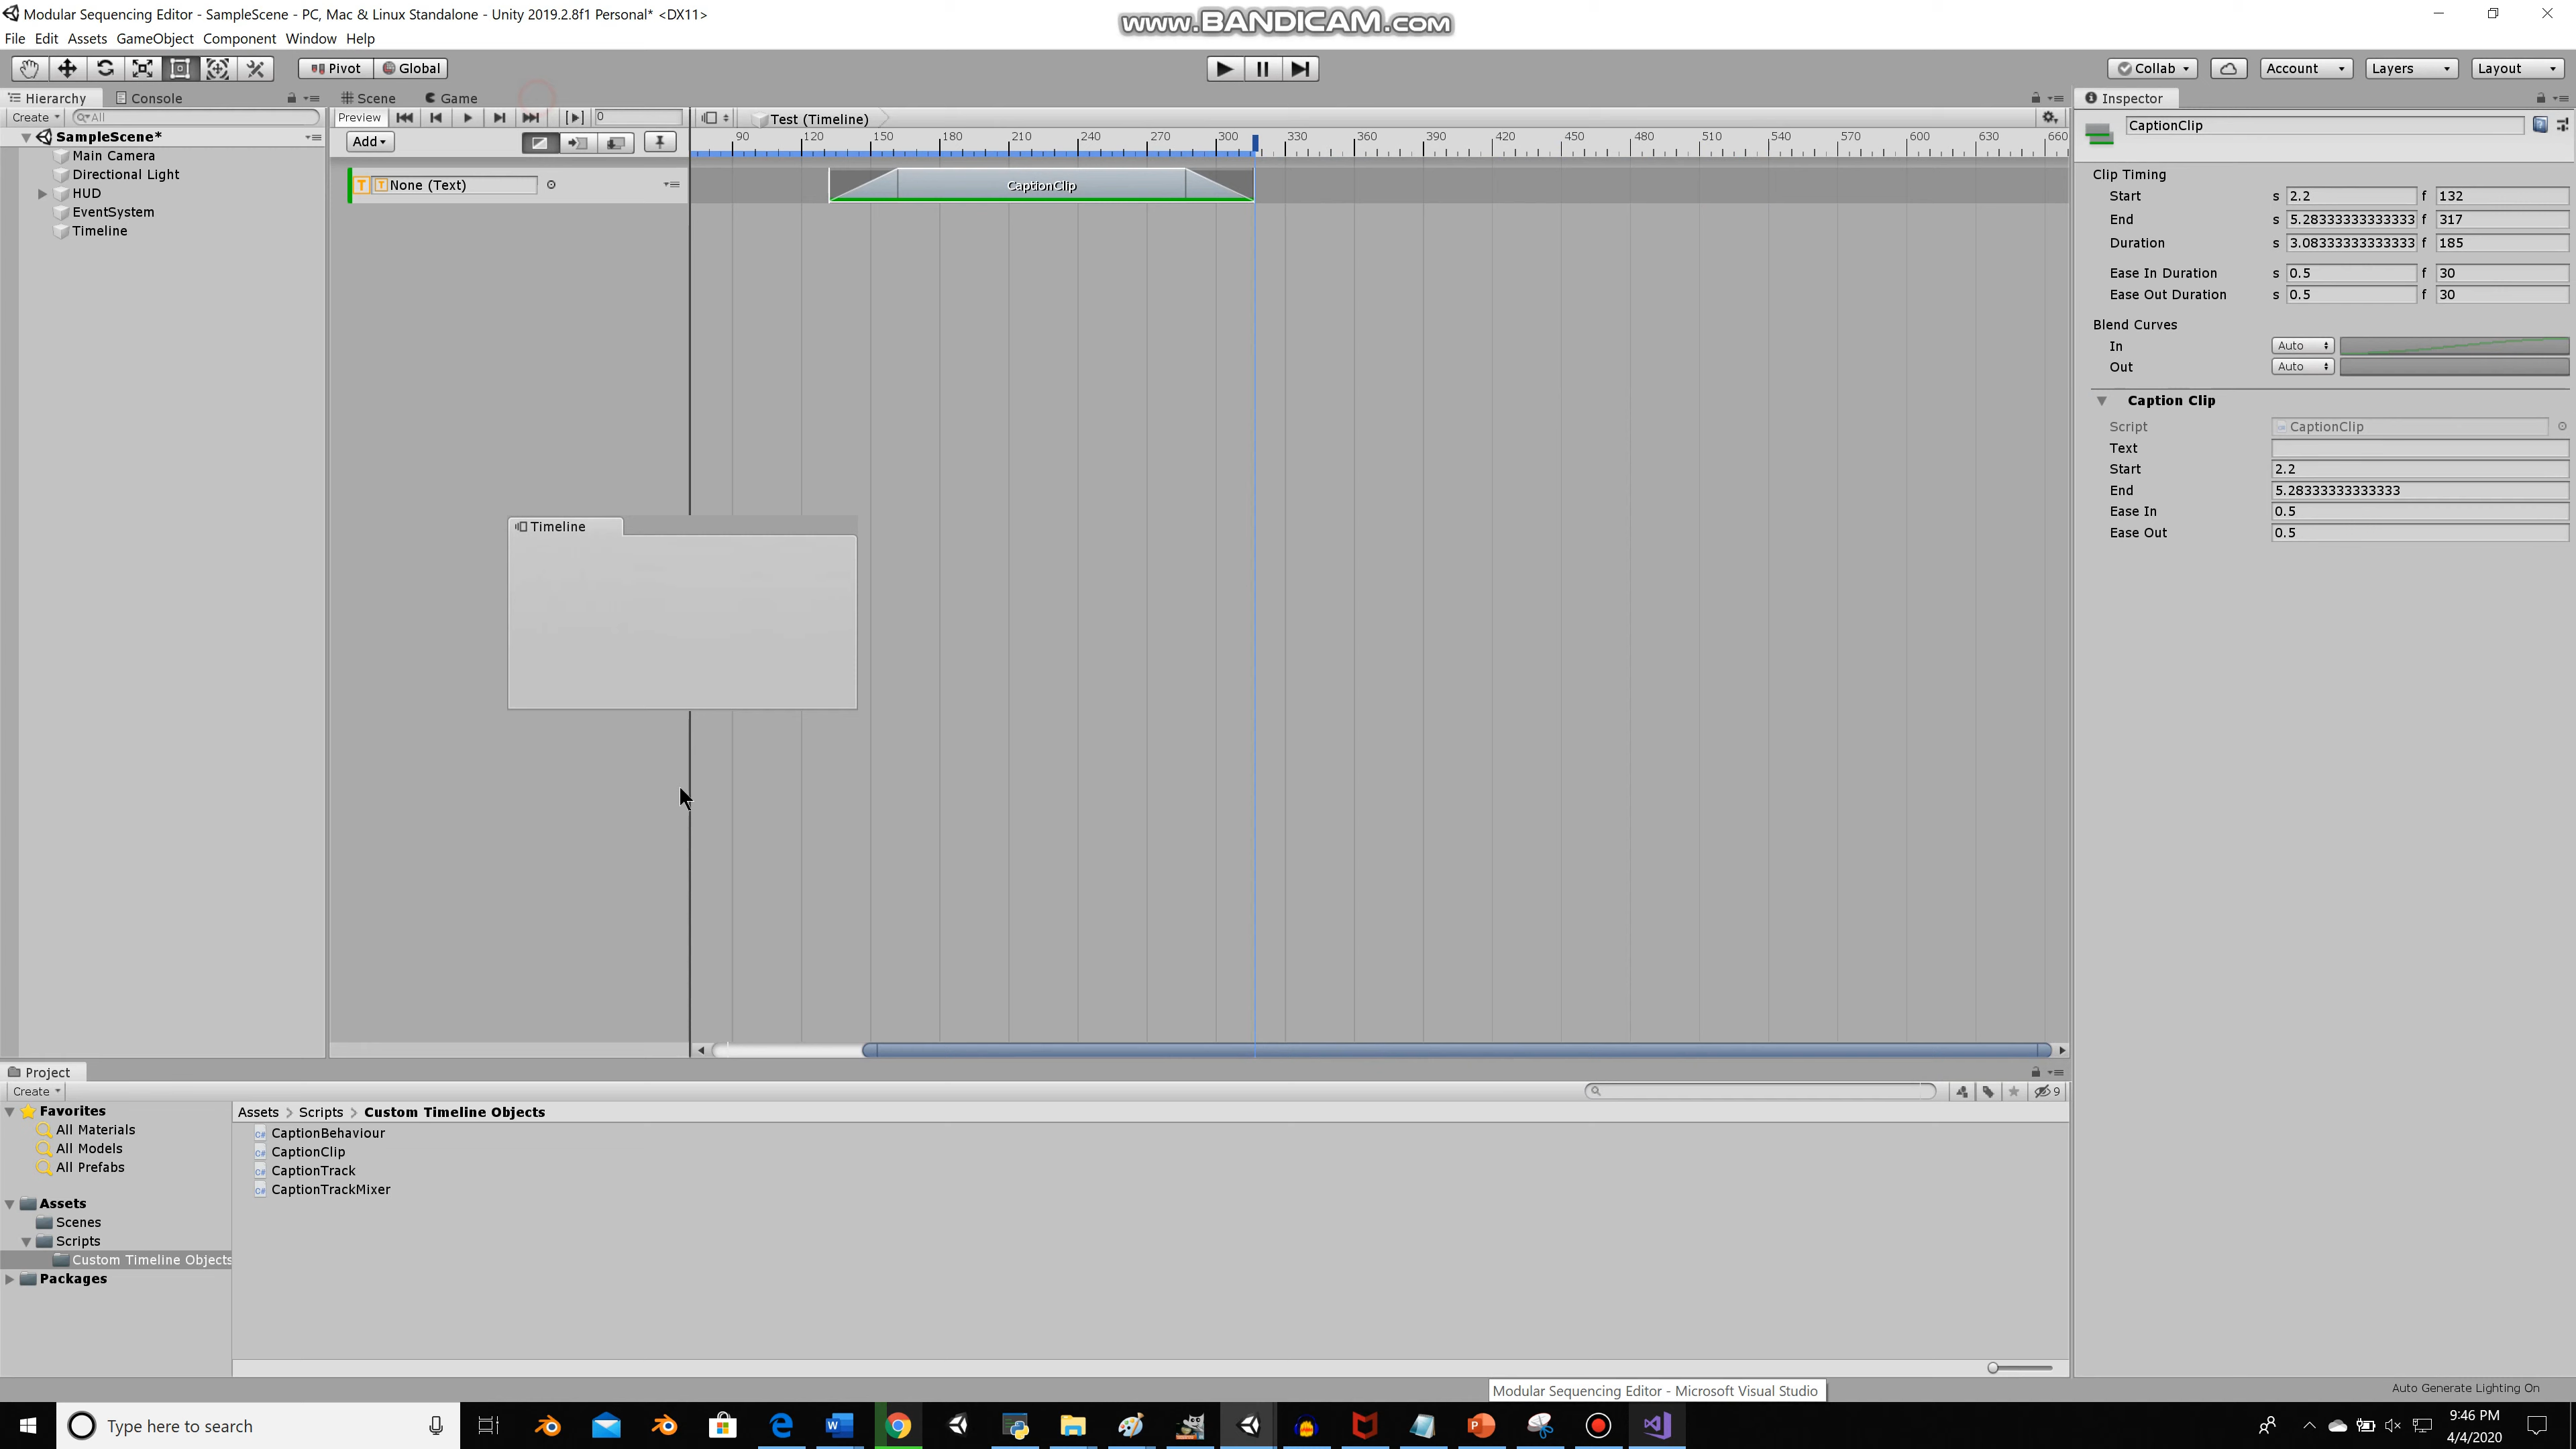 Modular Sequencing Editor - SampleScene - PC, Mac & Linux Standalone - Unity 2019.2.8f1 Personal* <DX11>
www.BANDICAM.com
File Edit Assets GameObject Component Window Help
Pivot Global
Collab Account Layers Layout
Hierarchy Console Scene Game Inspector
Create All Preview 0 Test (Timeline)
SampleScene* Add 90 120 150 180 210 240 270 300 330 360 390 420 450 480 510 540 570 600 630 660
CaptionClip
Main Camera
Directional Light
HUD
EventSystem
Timeline
None (Text)
CaptionClip
Timeline
Clip Timing
Start s 2.2 f 132
End s 5.28333333333333 f 317
Duration s 3.08333333333333 f 185
Ease In Duration s 0.5 f 30
Ease Out Duration s 0.5 f 30
Blend Curves
In Auto
Out Auto
Caption Clip
Script CaptionClip
Text
Start 2.2
End 5.28333333333333
Ease In 0.5
Ease Out 0.5
Project
Create 9
Favorites
All Materials
All Models
All Prefabs
Assets
Scenes
Scripts
Custom Timeline Objects
Packages
Assets > Scripts > Custom Timeline Objects
CaptionBehaviour
CaptionClip
CaptionTrack
CaptionTrackMixer
Modular Sequencing Editor - Microsoft Visual Studio
Auto Generate Lighting On
Type here to search
9:46 PM
4/4/2020